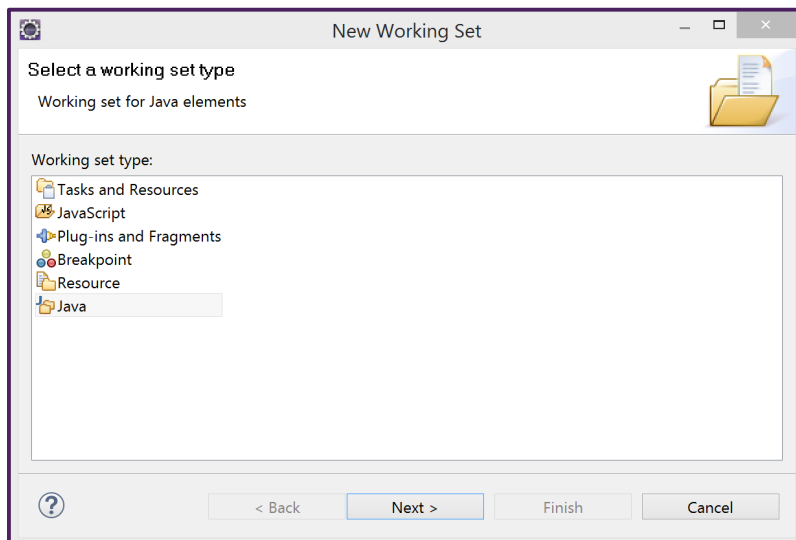 New Working Set
Select a working set type
Working set for Java elements
Working set type:
Tasks and Resources
JavaScript
Plug-ins and Fragments
Breakpoint
Resource
Java
? < Back Next > Finish Cancel